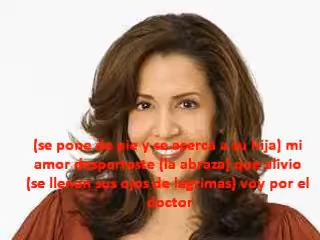 (se pone de pie y se aserca a su hija) mi
amor despertaste (la abraza) que alivio
(se llenan sus ojos de lagrimas) voy por el
doctor